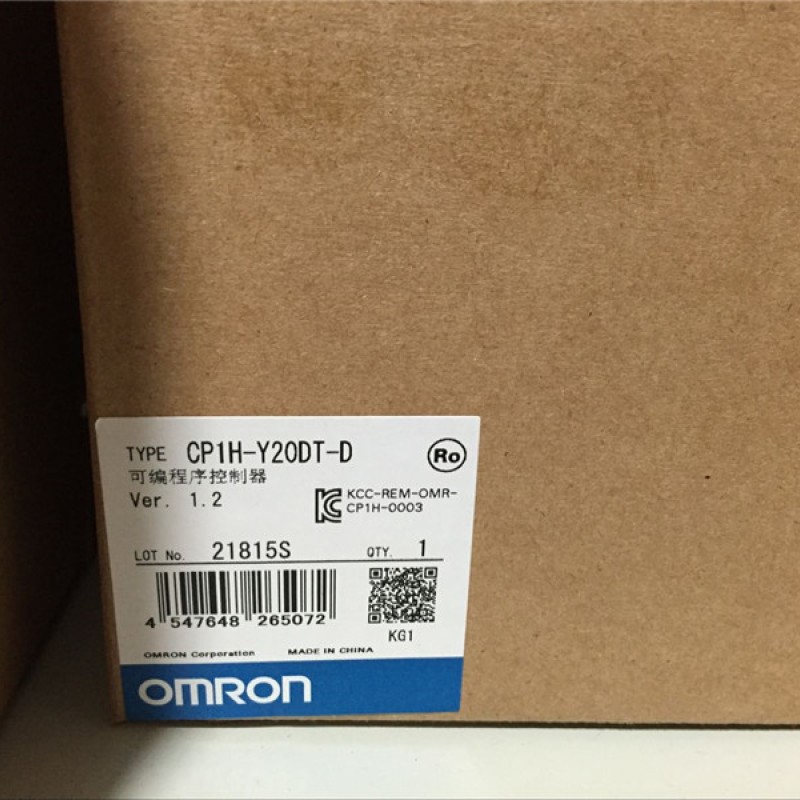 TYPE CP1H-Y20DT-D
Ro
可编程序控制器
Ver. 1.2
KCC-REM-OMR-
CP1H-0003
LOT No. 21815S QTY. 1
4 547648 265072
KG1
OMRON Corporation MADE IN CHINA
OMRON